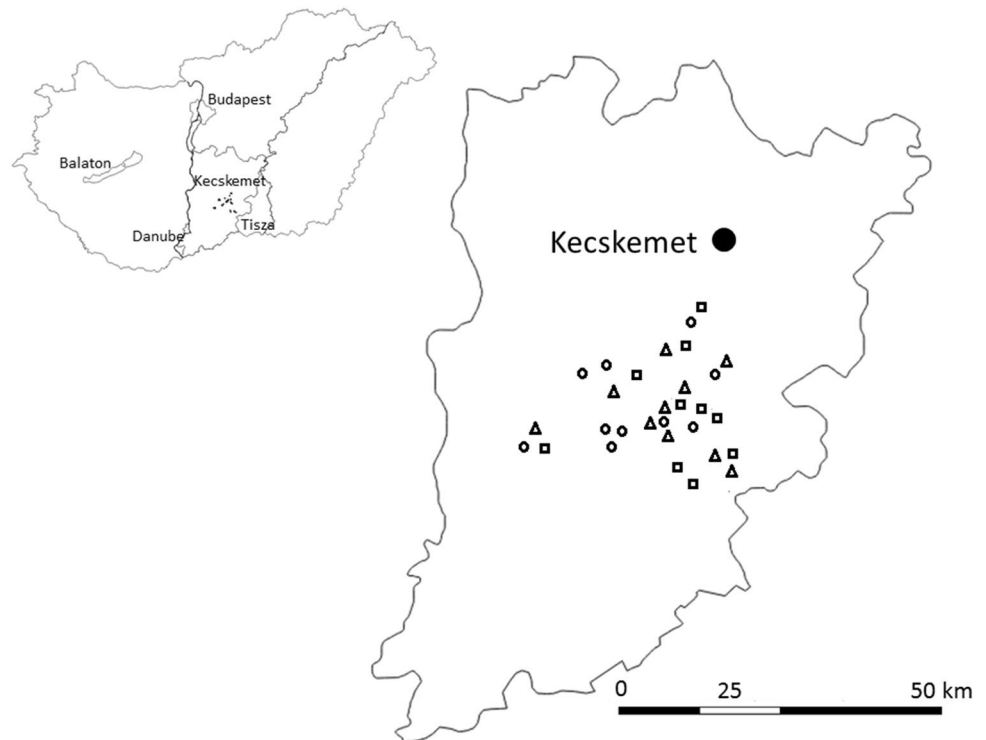 Budapest
Balaton
Kecskemet
Tisza
Danube
Kecskemet
0 25 50 km